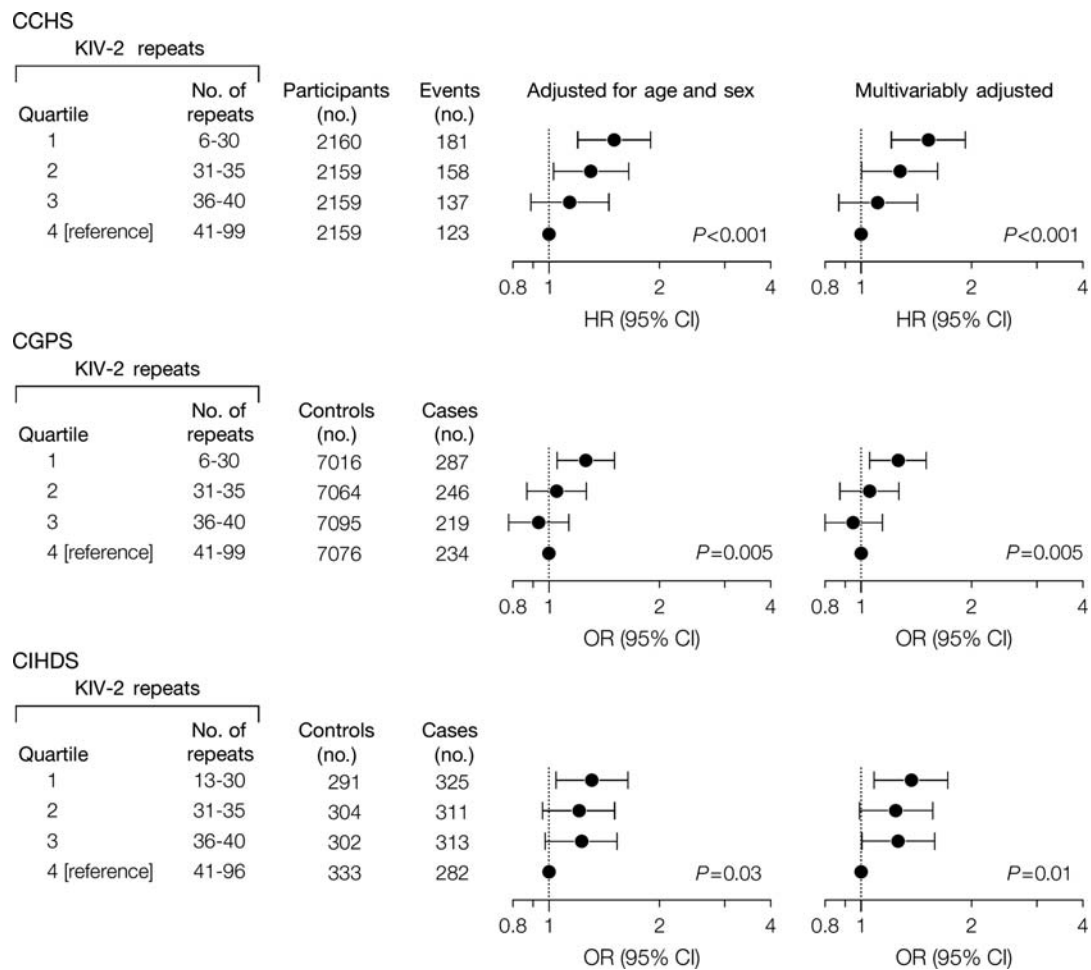 CCHS
KIV-2 repeats
Quartile No. of repeats Participants (no.) Events (no.) Adjusted for age and sex Multivariably adjusted
1 6-30 2160 181
2 31-35 2159 158
3 36-40 2159 137
4 [reference] 41-99 2159 123 P<0.001 P<0.001
0.8 1 2 4 0.8 1 2 4
HR (95% CI) HR (95% CI)
CGPS
KIV-2 repeats
Quartile No. of repeats Controls (no.) Cases (no.)
1 6-30 7016 287
2 31-35 7064 246
3 36-40 7095 219
4 [reference] 41-99 7076 234 P=0.005 P=0.005
0.8 1 2 4 0.8 1 2 4
OR (95% CI) OR (95% CI)
CIHDS
KIV-2 repeats
Quartile No. of repeats Controls (no.) Cases (no.)
1 13-30 291 325
2 31-35 304 311
3 36-40 302 313
4 [reference] 41-96 333 282 P=0.03 P=0.01
0.8 1 2 4 0.8 1 2 4
OR (95% CI) OR (95% CI)